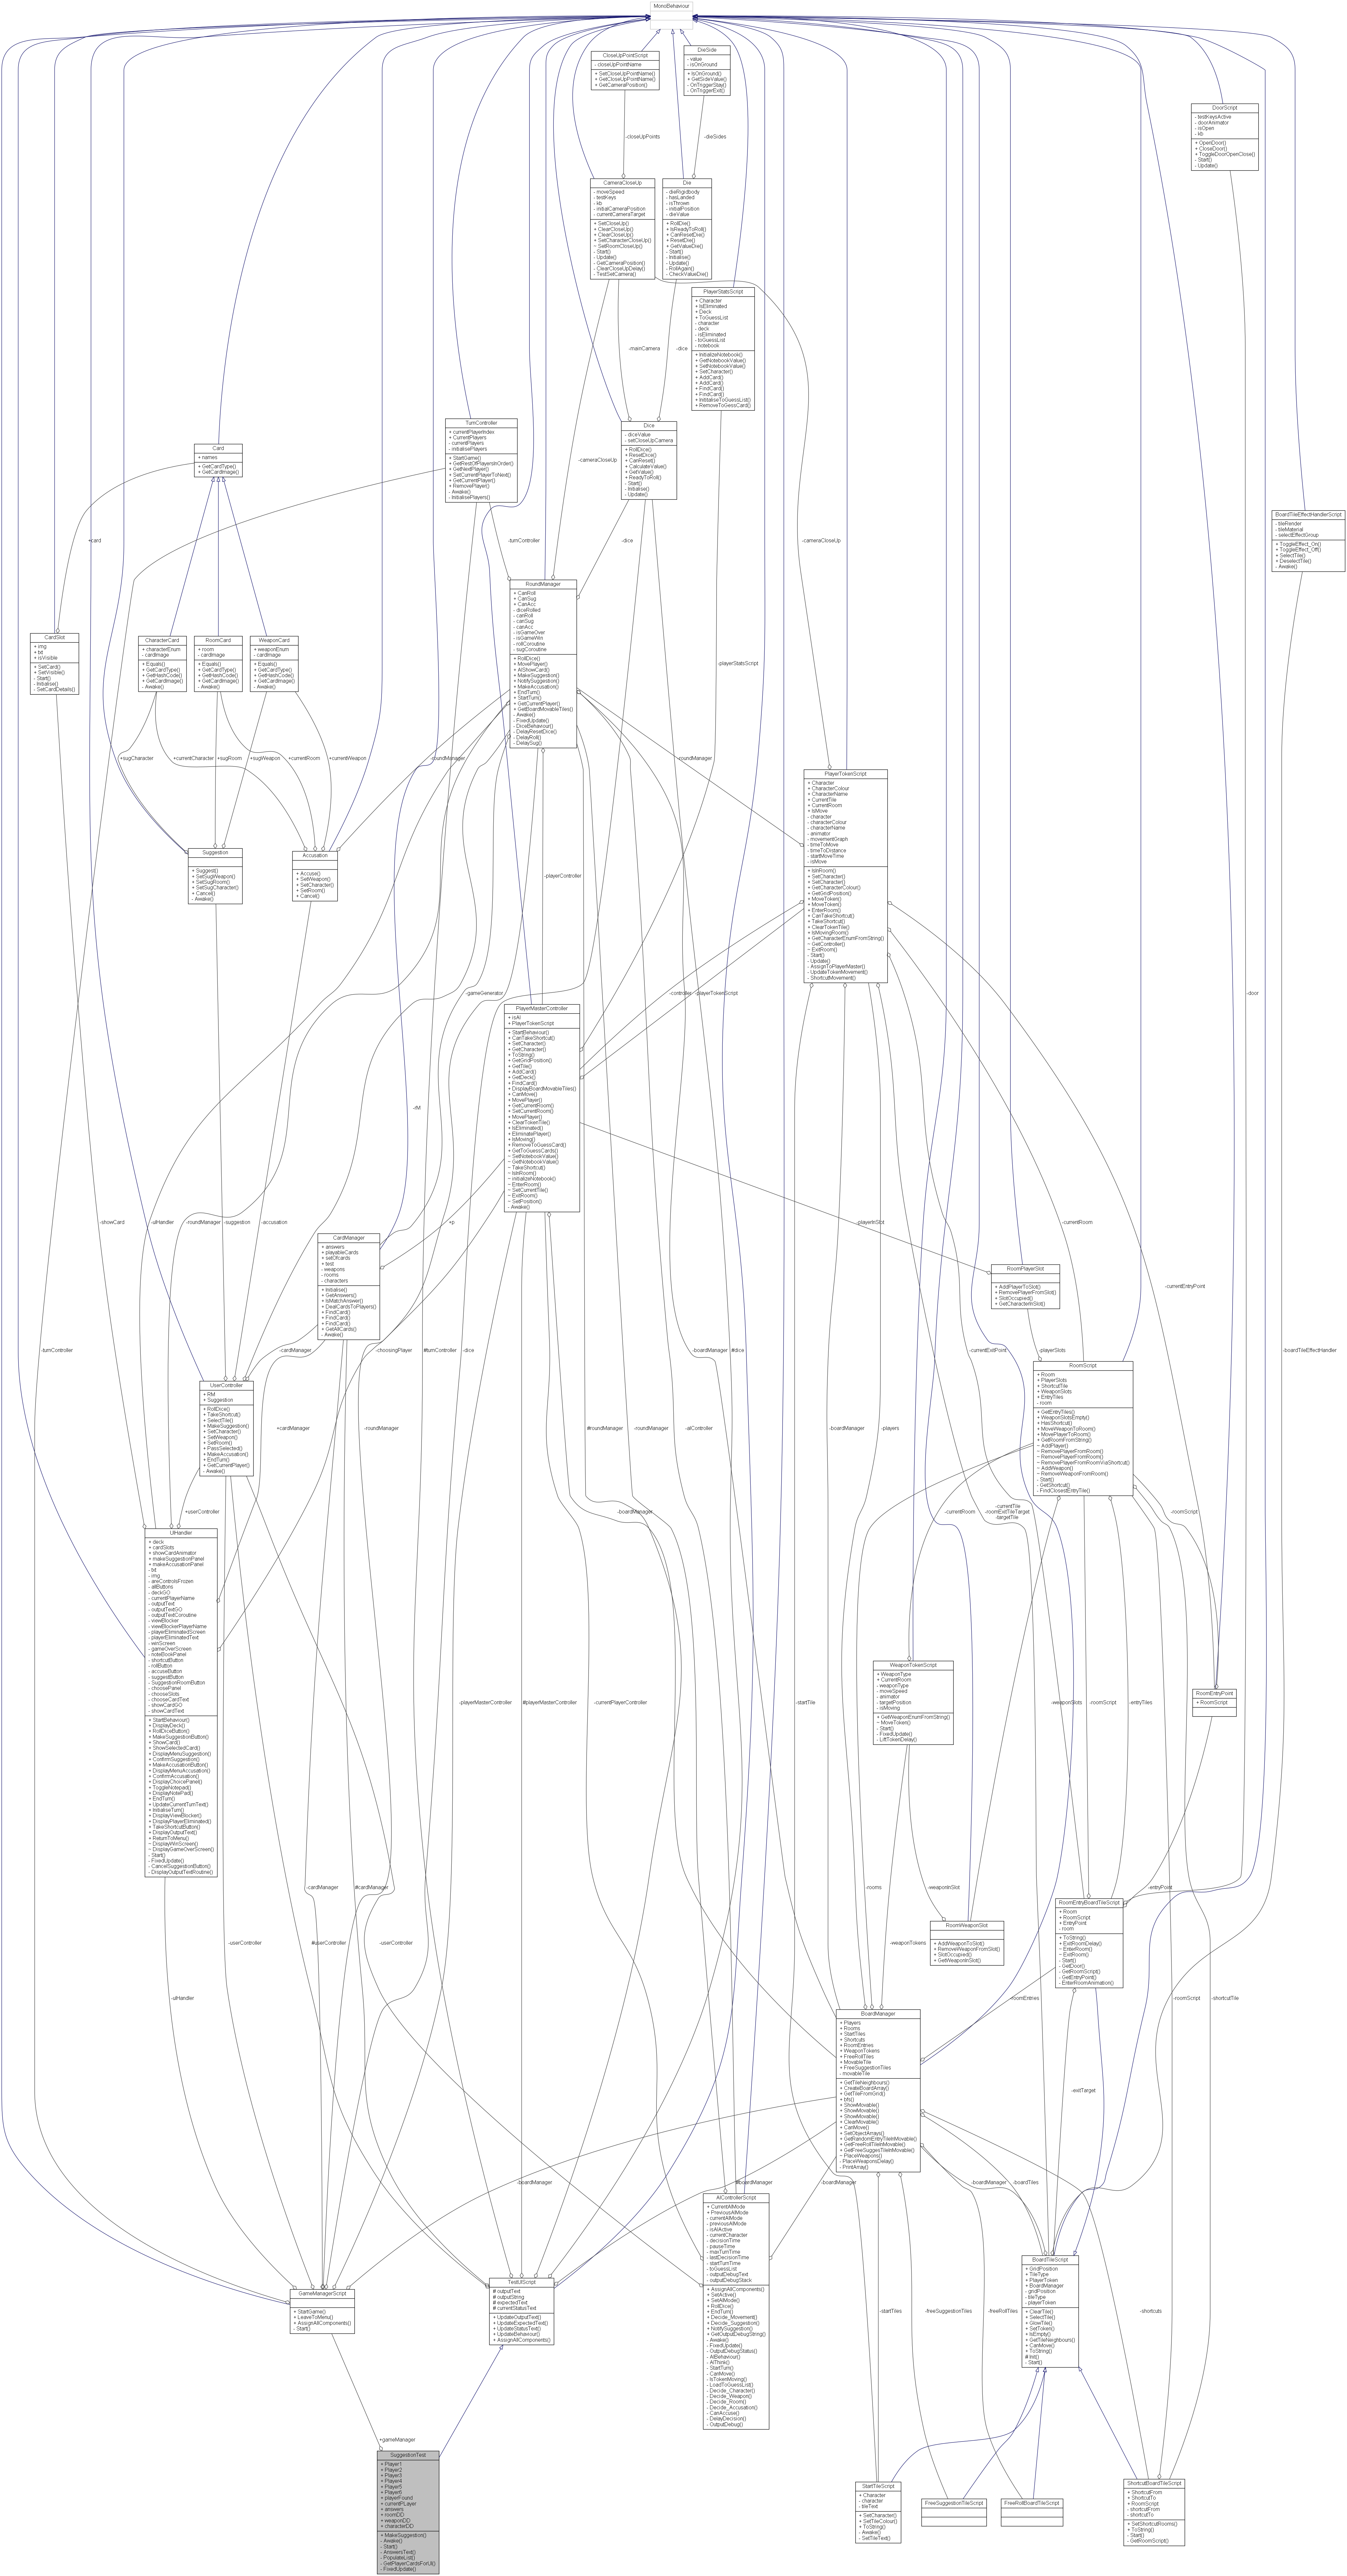 MonoBehaviour
CloseUpPointScript
- closeUpPointName
+ SetCloseUpPointName()
+ GetCloseUpPointName()
+ GetCameraPosition()
DieSide
- value
- isOnGround
+ IsOnGround()
+ GetSideValue()
- OnTriggerStay()
- OnTriggerExit()
DoorScript
- testKeysActive
- doorAnimator
- isOpen
- kb
+ OpenDoor()
+ CloseDoor()
+ ToggleDoorOpenClose()
- Start()
- Update()
-closeUpPoints
-dieSides
CameraCloseUp
- moveSpeed
- testKeys
- kb
- initialCameraPosition
- currentCameraTarget
+ SetCloseUp()
+ ClearCloseUp()
+ ClearCloseUp()
+ SetCharacterCloseUp()
+ SetRoomCloseUp()
- Start()
- Update()
- GetCameraPosition()
- ClearCloseUpDelay()
- TestSetCamera()
Die
- dieRigidbody
- hasLanded
- isThrown
- initialPosition
- dieValue
+ RollDie()
+ IsReadyToRoll()
+ CanResetDie()
+ ResetDie()
+ GetValueDie()
- Start()
- Initialise()
- Update()
- RollAgain()
- CheckValueDie()
PlayerStatsScript
+ Character
+ IsEliminated
+ Deck
+ ToGuessList
- character
- deck
- isEliminated
- toGuessList
- notebook
+ InitializeNotebook()
+ GetNotebookValue()
+ SetNotebookValue()
+ SetCharacter()
+ AddCard()
+ AddCard()
+ FindCard()
+ FindCard()
+ InitialiseToGuessList()
+ RemoveToGessCard()
-mainCamera
-dice
TurnController
+ currentPlayerIndex
+ CurrentPlayers
- currentPlayers
- initialisePlayers
+ StartGame()
+ GetRestOfPlayersInOrder()
+ GetNextPlayer()
+ SetCurrentPlayerToNext()
+ GetCurrentPlayer()
+ RemovePlayer()
- Awake()
- InitialisePlayers()
Dice
- diceValue
- setCloseUpCamera
+ RollDice()
+ ResetDice()
+ CanReset()
+ CalculateValue()
+ GetValue()
+ ReadyToRoll()
- Start()
- Initialise()
- Update()
Card
+ names
+ GetCardType()
+ GetCardImage()
-cameraCloseUp
BoardTileEffectHandlerScript
- tileRender
- tileMaterial
- selectEffectGroup
+ ToggleEffect_On()
+ ToggleEffect_Off()
+ SelectTile()
+ DeselectTile()
- Awake()
+card
-turnController
-dice
-cameraCloseUp
RoundManager
+ CanRoll
+ CanSug
+ CanAcc
- diceRolled
- canRoll
- canSug
- canAcc
- isGameOver
- isGameWin
- rollCoroutine
- sugCoroutine
+ RollDice()
+ MovePlayer()
+ AIShowCard()
+ MakeSuggestion()
+ NotifySuggestion()
+ MakeAccusation()
+ EndTurn()
+ StartTurn()
+ GetCurrentPlayer()
+ GetBoardMovableTiles()
- Awake()
- FixedUpdate()
- DiceBehaviour()
- DelayResetDice()
- DelayRoll()
- DelaySug()
CardSlot
+ img
+ txt
+ isVisible
+ SetCard()
+ SetVisible()
- Start()
- Initialise()
- SetCardDetails()
CharacterCard
+ characterEnum
- cardImage
+ Equals()
+ GetCardType()
+ GetHashCode()
+ GetCardImage()
- Awake()
RoomCard
+ room
- cardImage
+ Equals()
+ GetCardType()
+ GetHashCode()
+ GetCardImage()
- Awake()
WeaponCard
+ weaponEnum
- cardImage
+ Equals()
+ GetCardType()
+ GetHashCode()
+ GetCardImage()
- Awake()
-playerStatsScript
+sugCharacter
+currentCharacter
+sugRoom
+sugWeapon
+currentRoom
+currentWeapon
-roundManager
-roundManager
PlayerTokenScript
+ Character
+ CharacterColour
+ CharacterName
+ CurrentTile
+ CurrentRoom
+ IsMove
- character
- characterColour
- characterName
- animator
- movementGraph
- timeToMove
- timeToDistance
- startMoveTime
- isMove
+ IsInRoom()
+ SetCharacter()
+ SetCharacter()
+ GetCharacterColour()
+ GetGridPosition()
+ MoveToken()
+ MoveToken()
+ EnterRoom()
+ CanTakeShortcut()
+ TakeShortcut()
+ ClearTokenTile()
+ IsMovingRoom()
+ GetCharacterEnumFromString()
~ GetController()
~ ExitRoom()
- Start()
- Update()
- AssignToPlayerMaster()
- UpdateTokenMovement()
- ShortcutMovement()
Suggestion
+ Suggest()
+ SetSugWeapon()
+ SetSugRoom()
+ SetSugCharacter()
+ Cancel()
- Awake()
Accusation
+ Accuse()
+ SetWeapon()
+ SetCharacter()
+ SetRoom()
+ Cancel()
-playerController
-gameGenerator
-controller
-playerTokenScript
-door
PlayerMasterController
+ isAI
+ PlayerTokenScript
+ StartBehaviour()
+ CanTakeShortcut()
+ SetCharacter()
+ GetCharacter()
+ ToString()
+ GetGridPosition()
+ GetTile()
+ AddCard()
+ GetDeck()
+ FindCard()
+ DisplayBoardMovableTiles()
+ CanMove()
+ MovePlayer()
+ GetCurrentRoom()
+ SetCurrentRoom()
+ MovePlayer()
+ ClearTokenTile()
+ IsEliminated()
+ EliminatePlayer()
+ IsMoving()
+ RemoveToGuessCard()
+ GetToGuessCards()
~ SetNotebookValue()
~ GetNotebookValue()
~ TakeShortcut()
~ IsInRoom()
~ initializeNotebook()
~ EnterRoom()
~ SetCurrentTile()
~ ExitRoom()
~ SetPosition()
- Awake()
-rM
-showCard
-uiHandler
-roundManager
-suggestion
-accusation
+p
-playerInSlot
-currentRoom
-currentEntryPoint
CardManager
+ answers
+ playableCards
+ setOfcards
+ test
- weapons
- rooms
- characters
+ Initialise()
+ GetAnswers()
+ isMatchAnswer()
+ DealCardsToPlayers()
+ FindCard()
+ FindCard()
+ FindCard()
+ GetAllCards()
- Awake()
RoomPlayerSlot
+ AddPlayerToSlot()
+ RemovePlayerFromSlot()
+ SlotOccupied()
+ GetCharacterInSlot()
-turnController
-cardManager
-choosingPlayer
#turnController
-dice
-boardManager
#dice
-currentExitPoint
-playerSlots
-boardTileEffectHandler
RoomScript
+ Room
+ PlayerSlots
+ ShortcutTile
+ WeaponSlots
+ EntryTiles
- room
+ GetEntryTiles()
+ WeaponSlotsEmpty()
+ HasShortcut()
+ MoveWeaponToRoom()
+ MovePlayerToRoom()
+ GetRoomFromString()
~ AddPlayer()
~ RemovePlayerFromRoom()
~ RemovePlayerFromRoom()
~ RemovePlayerFromRoomViaShortcut()
~ AddWeapon()
~ RemoveWeaponFromRoom()
- Start()
- GetShortcut()
- FindClosestEntryTile()
UserController
+ RM
+ Suggestion
+ RollDice()
+ TakeShortcut()
+ SelectTile()
+ MakeSuggestion()
+ SetCharacter()
+ SetWeapon()
+ SetRoom()
+ PassSelected()
+ MakeAccusation()
+ EndTurn()
+ GetCurrentPlayer()
- Awake()
+cardManager
-roundManager
#roundManager
-roundManager
-aiController
-boardManager
-players
+userController
-boardManager
-currentRoom
-currentTile
-roomExitTileTarget
-targetTile
-roomScript
UIHandler
+ deck
+ cardSlots
+ showCardAnimator
+ makeSuggestionPanel
+ makeAccusationPanel
- txt
- img
- areControlsFrozen
- allButtons
- deckGO
- currentPlayerName
- outputText
- outputTextGO
- outputTextCoroutine
- viewBlocker
- viewBlockerPlayerName
- playerEliminatedScreen
- playerEliminatedText
- winScreen
- gameOverScreen
- noteBookPanel
- shortcutButton
- rollButton
- accuseButton
- suggestButton
- SuggestionRoomButton
- choosePanel
- chooseSlots
- chooseCardText
- showCardGO
- showCardText
+ StartBehaviour()
+ DisplayDeck()
+ RollDiceButton()
+ MakeSuggestionButton()
+ ShowCard()
+ ShowSelectedCard()
+ DisplayMenuSuggestion()
+ ConfirmSuggestion()
+ MakeAccusationButton()
+ DisplayMenuAccusation()
+ ConfirmAccusation()
+ DisplayChoicePanel()
+ ToggleNotepad()
+ DisplayNotePad()
+ EndTurn()
+ UpdateCurrentTurnText()
+ InitialiseTurn()
+ DisplayViewBlocker()
+ DisplayPlayerEliminated()
+ TakeShortcutButton()
+ DisplayOutputText()
+ ReturnToMenu()
~ DisplayWinScreen()
~ DisplayGameOverScreen()
- Start()
- FixedUpdate()
- CancelSuggestionButton()
- DisplayOutputTextRoutine()
WeaponTokenScript
+ WeaponType
+ CurrentRoom
- weaponType
- moveSpeed
- animator
- targetPosition
- isMoving
+ GetWeaponEnumFromString()
~ MoveToken()
- Start()
- FixedUpdate()
- LiftTokenDelay()
RoomEntryPoint
+ RoomScript
-playerMasterController
#playerMasterController
-currentPlayerController
-startTile
-weaponSlots
-roomScript
-entryTiles
-cardManager
#cardManager
-rooms
-weaponInSlot
-entryPoint
RoomEntryBoardTileScript
+ Room
+ RoomScript
+ EntryPoint
- room
+ ToString()
+ ExitRoomDelay()
~ EnterRoom()
~ ExitRoom()
- Start()
- GetDoor()
- GetRoomScript()
- GetEntryPoint()
- EnterRoomAnimation()
RoomWeaponSlot
+ AddWeaponToSlot()
+ RemoveWeaponFromSlot()
+ SlotOccupied()
+ GetWeaponInSlot()
-userController
#userController
-userController
-weaponTokens
-uiHandler
-roomEntries
-roomScript
-shortcutTile
BoardManager
+ Players
+ Rooms
+ StartTiles
+ Shortcuts
+ RoomEntries
+ WeaponTokens
+ FreeRollTiles
+ MovableTile
+ FreeSuggestionTiles
- movableTile
+ GetTileNeighbours()
+ CreateBoardArray()
+ GetTileFromGrid()
+ bfs()
+ ShowMovable()
+ ShowMovable()
+ ShowMovable()
+ ClearMovable()
+ CanMove()
+ SetObjectArrays()
+ GetRandomEntryTileInMovable()
+ GetFreeRollTileInMovable()
+ GetFreeSuggesTileInMovable()
~ PlaceWeapons()
- PlaceWeaponsDelay()
- PrintArray()
-exitTarget
-boardManager
#boardManager
-boardManager
-boardManager
-boardTiles
AIControllerScript
+ CurrentAIMode
+ PreviousAIMode
- currentAIMode
- previousAIMode
- isAIActive
- currentCharacter
- decisionTime
- pauseTime
- maxTurnTime
- lastDecisionTime
- startTurnTime
- toGuessList
- outputDebugText
- outputDebugStack
+ AssignAllComponents()
+ SetActive()
+ SetAIMode()
+ RollDice()
+ EndTurn()
+ Decide_Movement()
+ Decide_Suggestion()
+ NotifySuggestion()
+ GetOutputDebugString()
- Awake()
- FixedUpdate()
- OutputDebugStatus()
- AIBehaviour()
- AIThink()
- StartTurn()
- CanMove()
- IsTokenMoving()
- LoadToGuessList()
- Decide_Character()
- Decide_Weapon()
- Decide_Room()
- Decide_Accusation()
- CanAccuse()
- DelayDecision()
- OutputDebug()
BoardTileScript
+ GridPosition
+ TileType
+ PlayerToken
+ BoardManager
- gridPosition
- tileType
- playerToken
+ ClearTile()
+ SelectTile()
+ GlowTile()
+ SetToken()
+ IsEmpty()
+ GetTileNeighbours()
+ CanMove()
+ ToString()
# Init()
- Start()
GameManagerScript
+ StartGame()
+ LeaveToMenu()
+ AssignAllComponents()
- Start()
TestUIScript
# outputText
# outputString
# expectedText
# currentStatusText
+ UpdateOutputText()
+ UpdateExpectedText()
+ UpdateStatusText()
+ UpdateBehaviour()
+ AssignAllComponents()
-startTiles
-freeSuggestionTiles
-freeRollTiles
-shortcuts
+gameManager
SuggestionTest
+ Player1
+ Player2
+ Player3
+ Player4
+ Player5
+ Player6
+ playerFound
+ currentPLayer
+ answers
+ roomDD
+ weaponDD
+ characterDD
+ MakeSuggestion()
- Awake()
- Start()
- AnswersText()
- PopulateList()
- GetPlayerCardsForUI()
- FixedUpdate()
StartTileScript
+ Character
- character
- tileText
+ SetCharacter()
+ SetTileColour()
+ ToString()
- Awake()
- SetTileText()
FreeSuggestionTileScript
FreeRollBoardTileScript
ShortcutBoardTileScript
+ ShortcutFrom
+ ShortcutTo
+ RoomScript
- shortcutFrom
- shortcutTo
+ SetShortcutRooms()
+ ToString()
- Start()
- GetRoomScript()